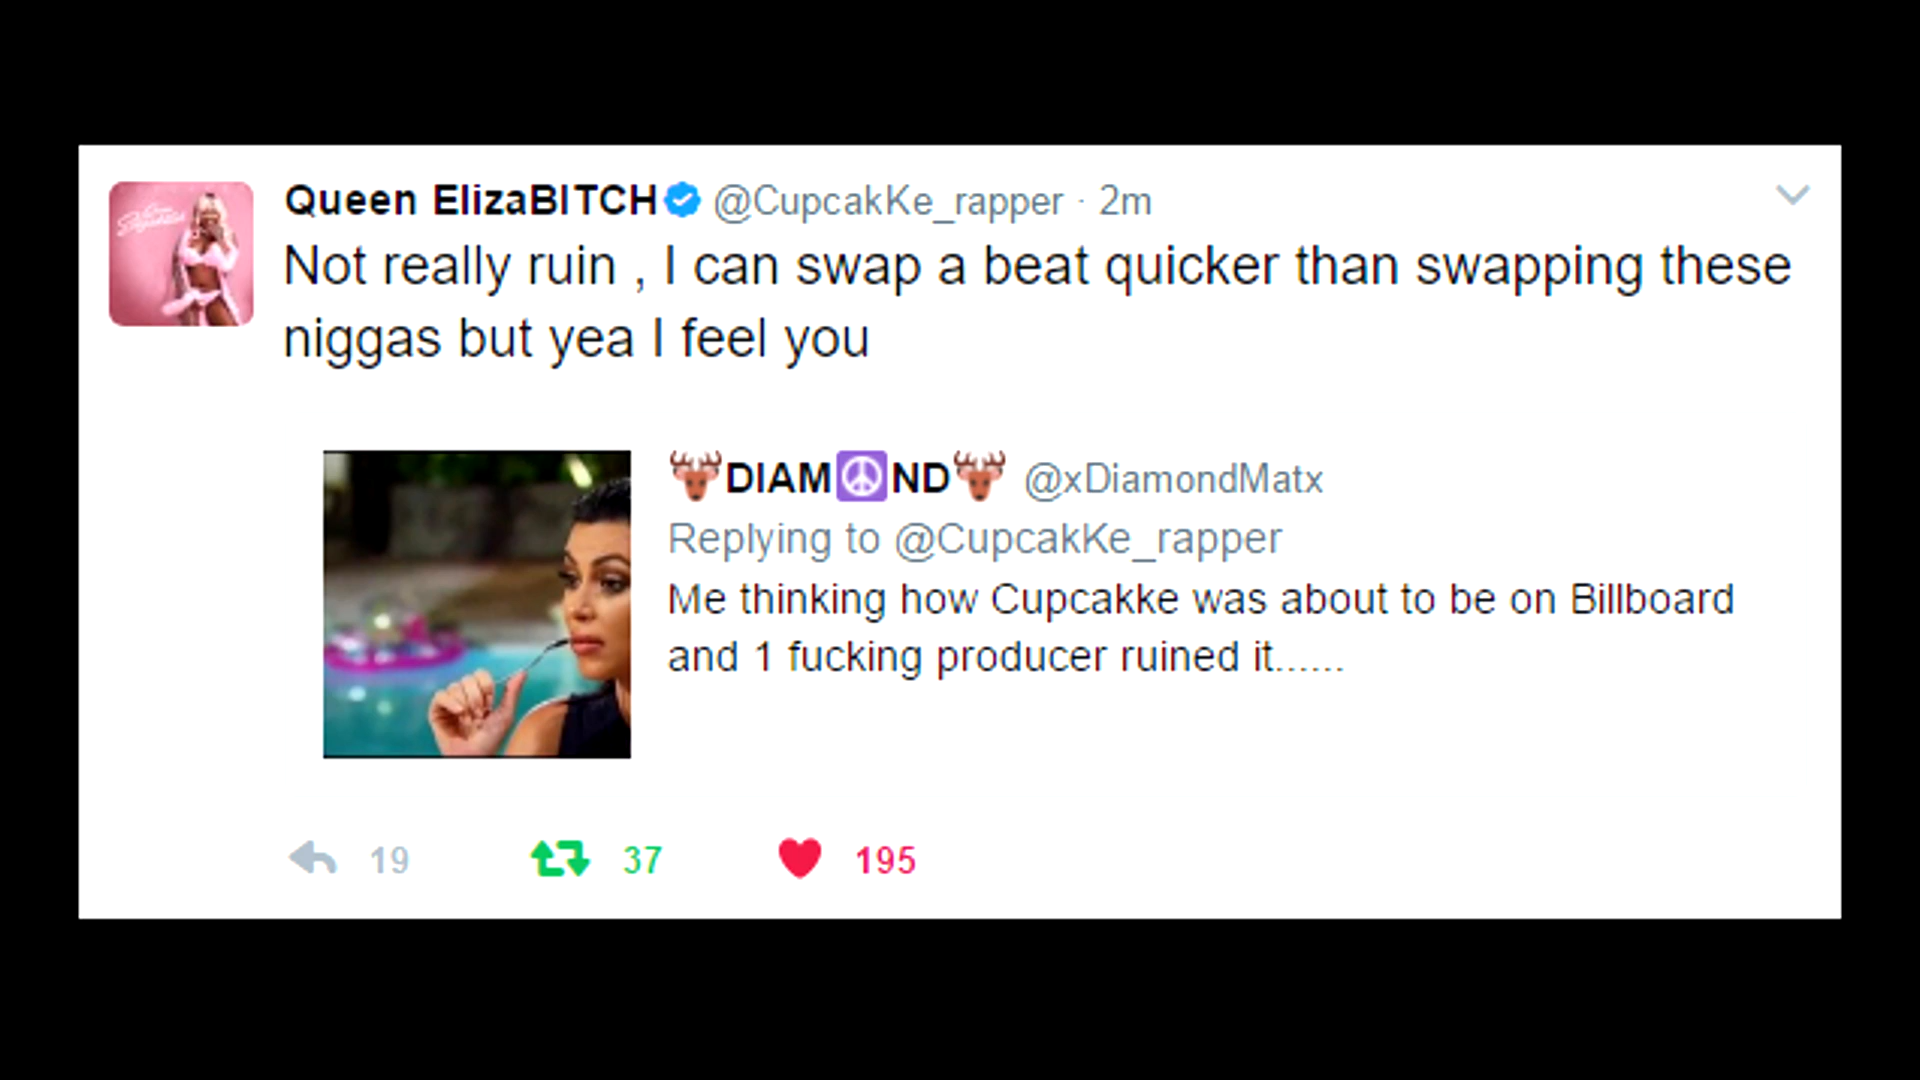 Queen ElizaBITCH @CupcakKe_rapper · 2m
Not really ruin , I can swap a beat quicker than swapping these
niggas but yea I feel you
DIAM☮ND @xDiamondMatx
Replying to @CupcakKe_rapper
Me thinking how Cupcakke was about to be on Billboard
and 1 fucking producer ruined it......
19 37 195